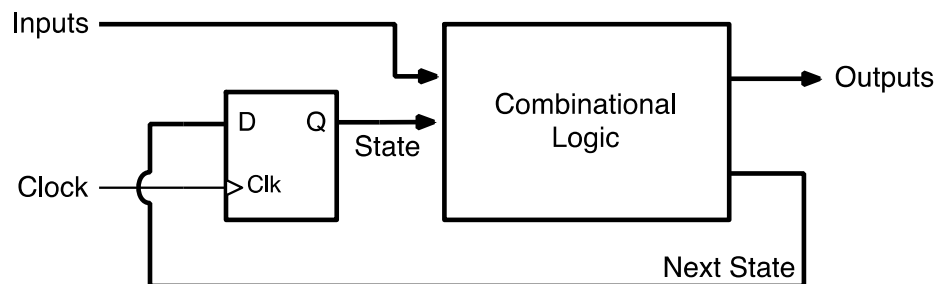 Inputs
Combinational
Logic
Outputs
D
Q
State
Clock
Clk
Next State